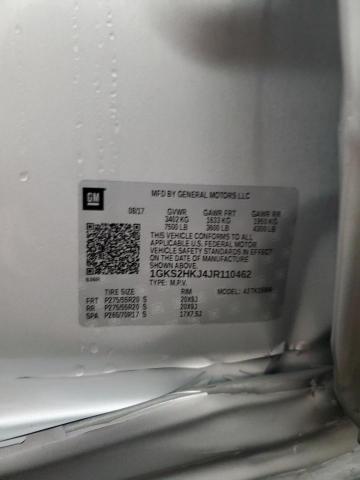 GM
MFD BY GENERAL MOTORS LLC
08/17 GVWR GAWR FRT GAWR RR
3402 KG 1633 KG 1950 KG
7500 LB 3600 LB 4300 LB
THIS VEHICLE CONFORMS TO ALL
APPLICABLE U.S. FEDERAL MOTOR
VEHICLE SAFETY STANDARDS IN
EFFECT ON THE DATE OF MANUFACTURE
SHOWN ABOVE.
1GKS2HKJ4JR110462
TYPE: M.P.V.
TIRE SIZE RIM
FRT P275/55R20 S 20X9J
RR P275/55R20 S 20X9J
SPA P265/70R17 S 17X7.5J